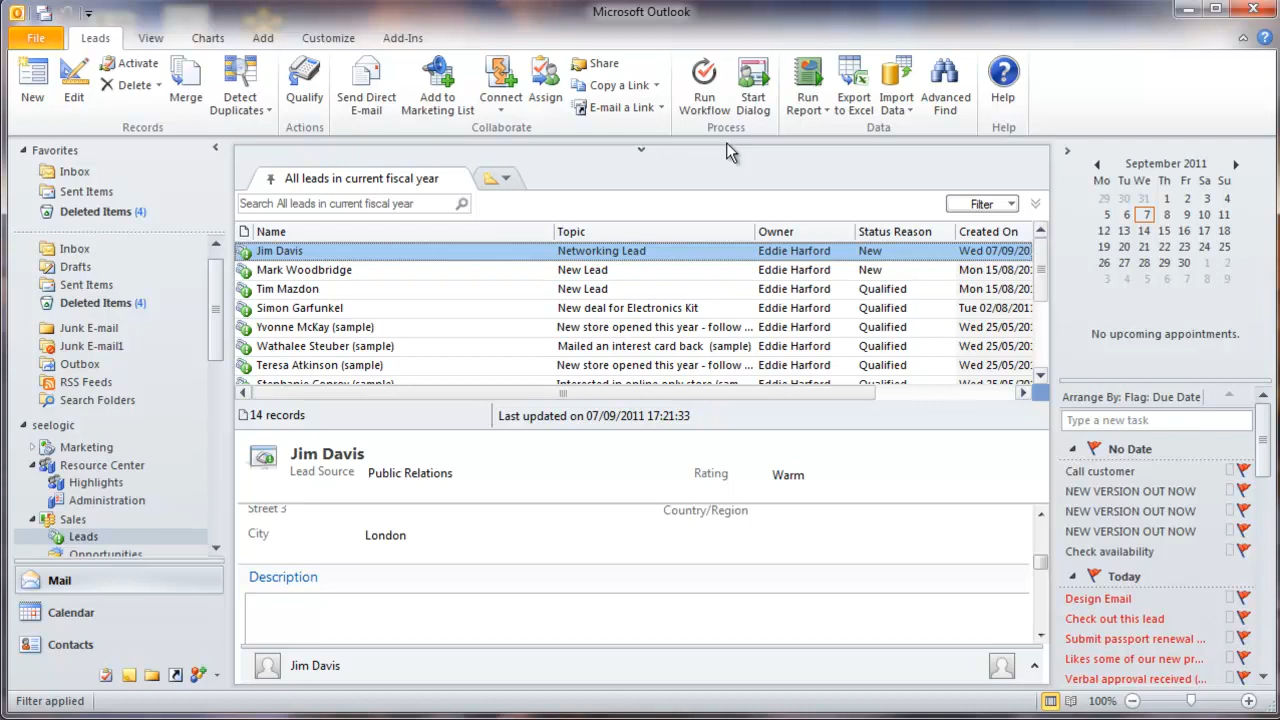 Microsoft Outlook
File Leads View Charts Add Customize Add-Ins
New
Edit
Activate
Delete
Merge
Detect
Duplicates
Records
Qualify
Actions
Send Direct
E-mail
Add to
Marketing List
Connect
Assign
Share
Copy a Link
E-mail a Link
Collaborate
Run
Workflow
Start
Dialog
Process
Run
Report
Export
to Excel
Import
Data
Advanced
Find
Data
Help
Help
Favorites
Inbox
Sent Items
Deleted Items (4)
Inbox
Drafts
Sent Items
Deleted Items (4)
Junk E-mail
Junk E-mail1
Outbox
RSS Feeds
Search Folders
seelogic
Marketing
Resource Center
Highlights
Administration
Sales
Leads
Opportunities
Mail
Calendar
Contacts
All leads in current fiscal year
Search All leads in current fiscal year
Filter
Name Topic Owner Status Reason Created On
Jim Davis Networking Lead Eddie Harford New Wed 07/09/20
Mark Woodbridge New Lead Eddie Harford New Mon 15/08/20
Tim Mazdon New Lead Eddie Harford Qualified Mon 15/08/20
Simon Garfunkel New deal for Electronics Kit Eddie Harford Qualified Tue 02/08/201
Yvonne McKay (sample) New store opened this year - follow ... Eddie Harford Qualified Wed 25/05/20
Wathalee Steuber (sample) Mailed an interest card back (sample) Eddie Harford Qualified Wed 25/05/20
Teresa Atkinson (sample) New store opened this year - follow ... Eddie Harford Qualified Wed 25/05/20
Stephanie Conroy (sample) Interested in online only store (sam... Eddie Harford Qualified Wed 25/05/20
14 records Last updated on 07/09/2011 17:21:33
Jim Davis
Lead Source Public Relations Rating Warm
Street 3 Country/Region
City London
Description
Jim Davis
September 2011
Mo Tu We Th Fr Sa Su
29 30 31 1 2 3 4
5 6 7 8 9 10 11
12 13 14 15 16 17 18
19 20 21 22 23 24 25
26 27 28 29 30 1 2
3 4 5 6 7 8 9
No upcoming appointments.
Arrange By: Flag: Due Date
Type a new task
No Date
Call customer
NEW VERSION OUT NOW
NEW VERSION OUT NOW
NEW VERSION OUT NOW
Check availability
Today
Design Email
Check out this lead
Submit passport renewal ...
Likes some of our new pr...
Verbal approval received (...
Filter applied 100%